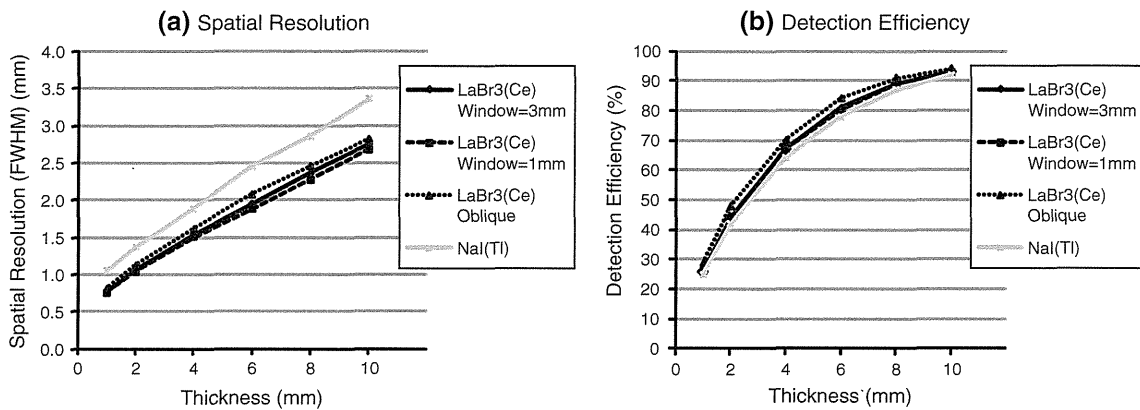 (a) Spatial Resolution
Spatial Resolution (FWHM) (mm)
4.0
3.5
3.0
2.5
2.0
1.5
1.0
0.5
0.0
0 2 4 6 8 10
Thickness (mm)
LaBr3(Ce)
Window=3mm
LaBr3(Ce)
Window=1mm
LaBr3(Ce)
Oblique
NaI(Tl)
(b) Detection Efficiency
Detection Efficiency (%)
100
90
80
70
60
50
40
30
20
10
0
0 2 4 6 8 10
Thickness (mm)
LaBr3(Ce)
Window=3mm
LaBr3(Ce)
Window=1mm
LaBr3(Ce)
Oblique
NaI(Tl)